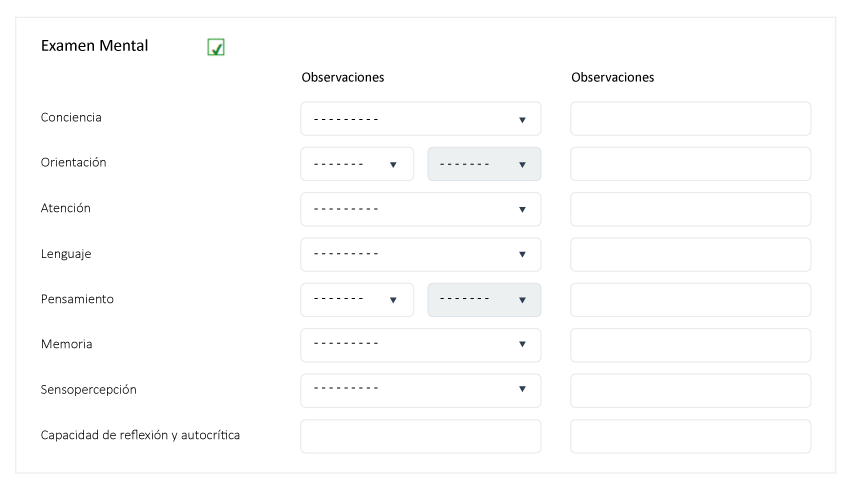 Examen Mental
Observaciones Observaciones
Conciencia ---------
Orientación ------- -------
Atención ---------
Lenguaje ---------
Pensamiento ------- -------
Memoria ---------
Sensopercepción ---------
Capacidad de reflexión y autocrítica